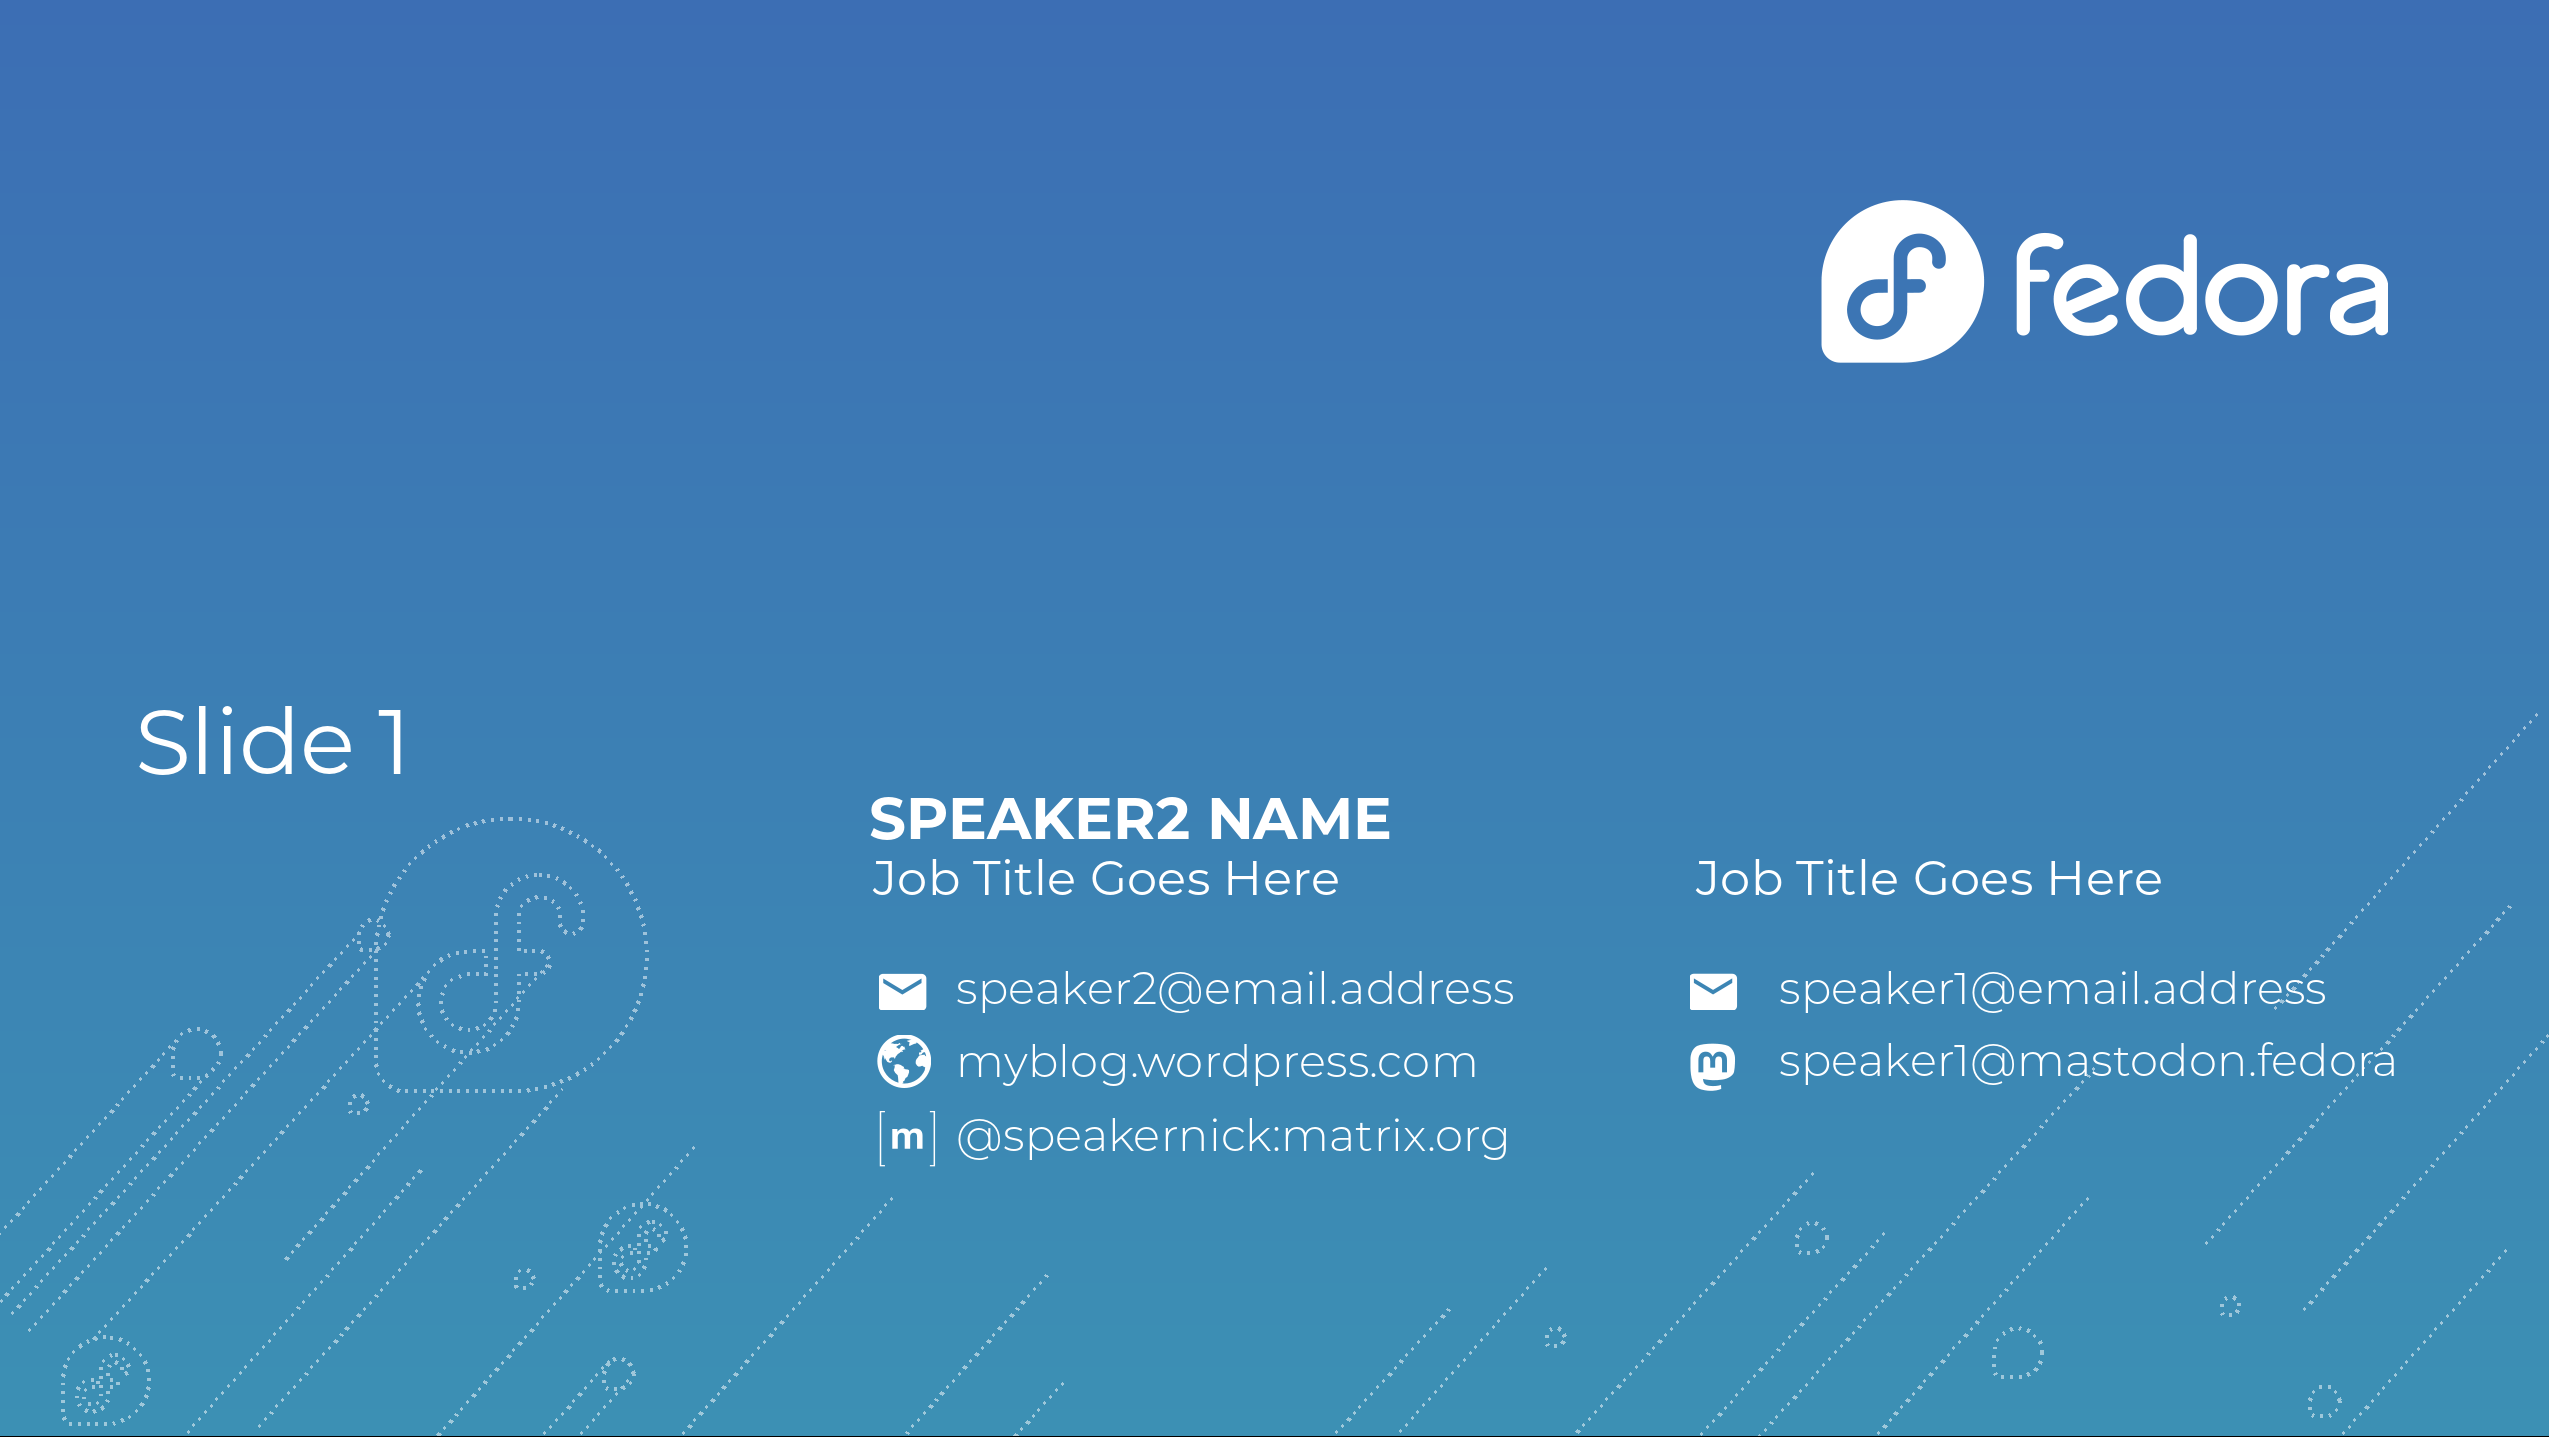 fedora
Slide 1
SPEAKER2 NAME
Job Title Goes Here
speaker2@email.address
myblog.wordpress.com
[m] @speakernick:matrix.org
Job Title Goes Here
speaker1@email.address
speaker1@mastodon.fedora